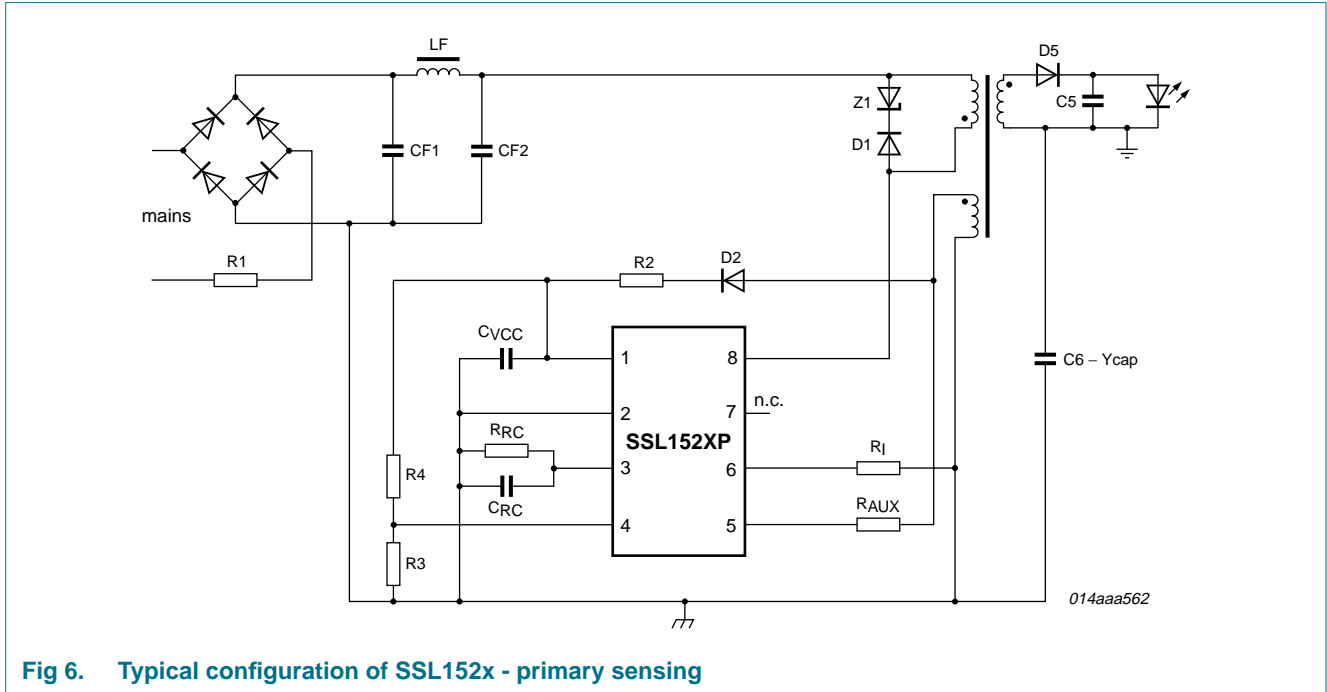 LF
D5
Z1
C5
CF1
CF2
D1
mains
R1
R2
D2
CVCC
1
8
C6 – Ycap
2
7
n.c.
SSL152XP
RRC
3
6
RI
R4
CRC
RAUX
4
5
R3
014aaa562
Fig 6. Typical configuration of SSL152x - primary sensing